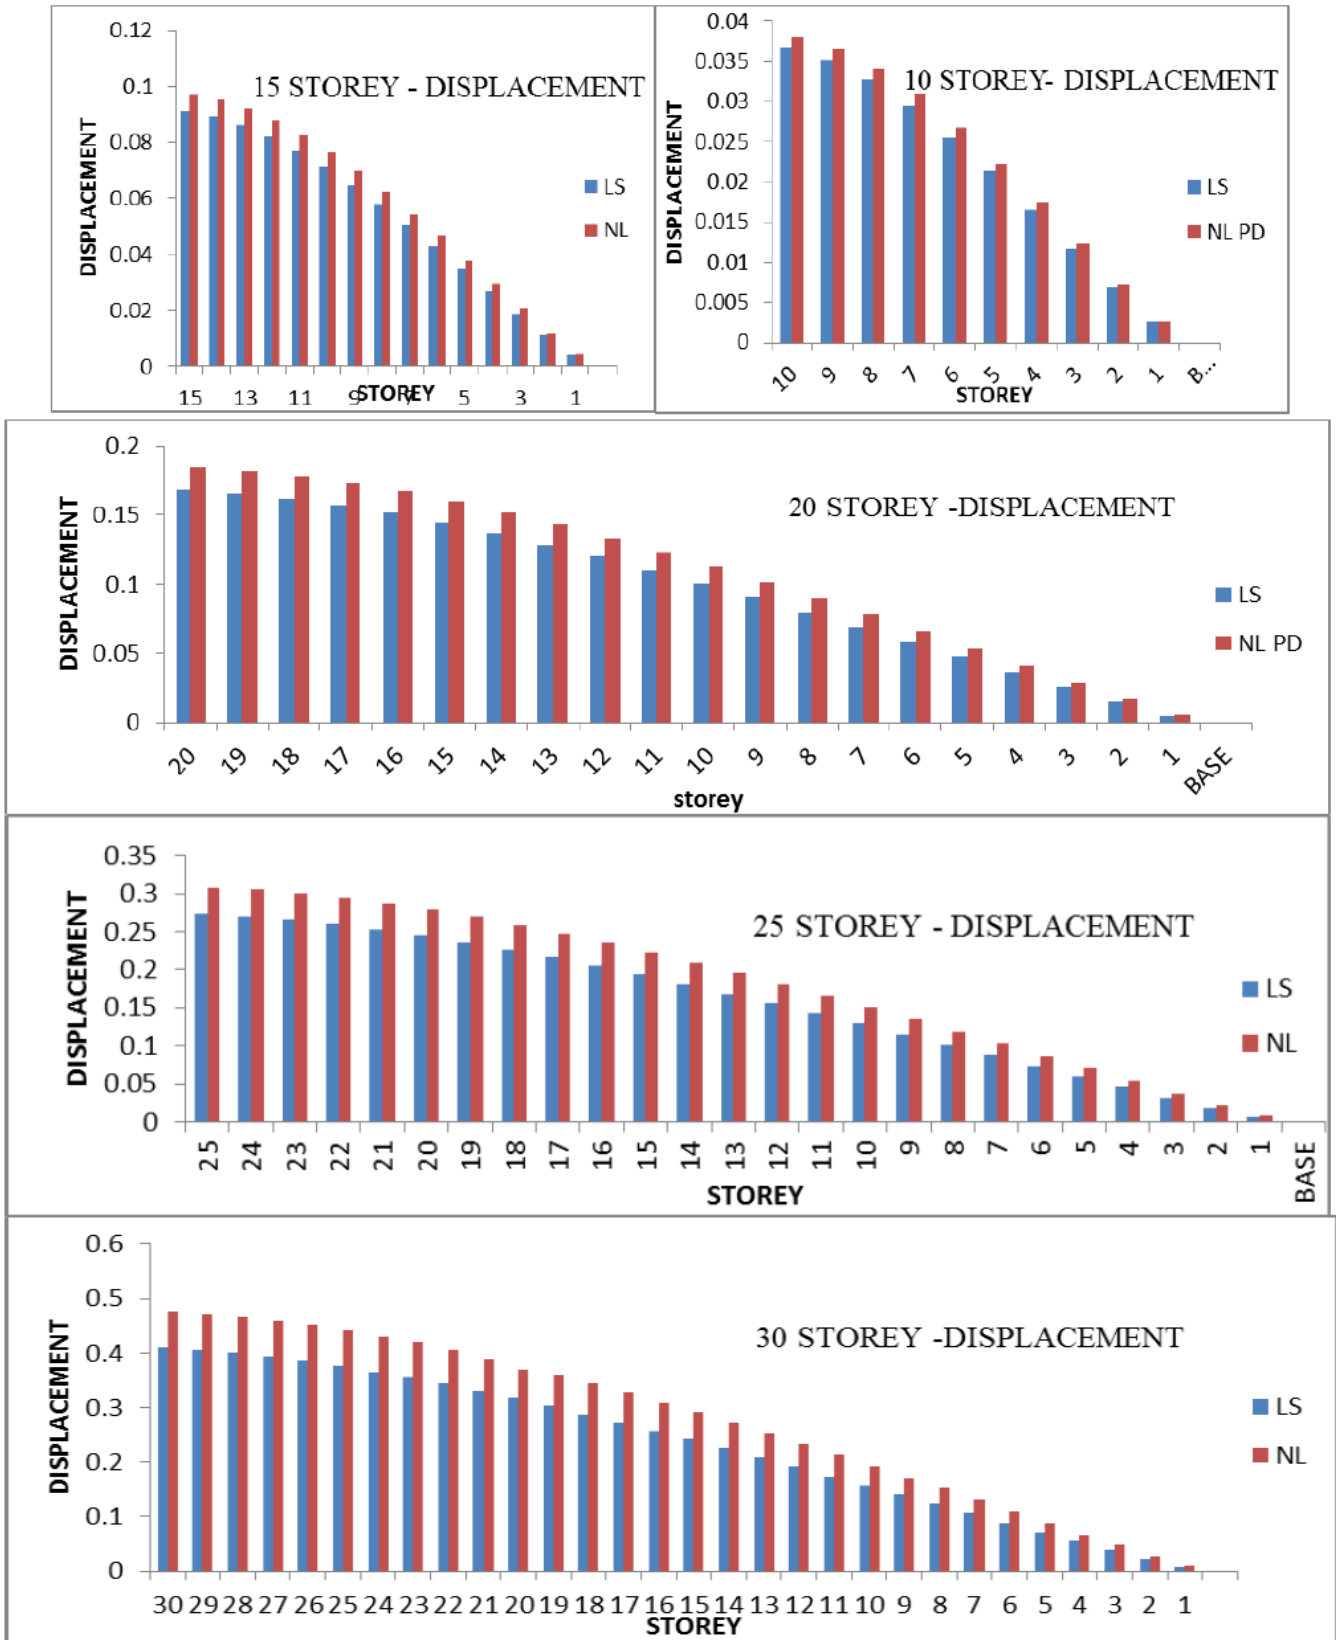 15 STOREY - DISPLACEMENT
DISPLACEMENT
0.12
0.1
0.08
0.06
0.04
0.02
0
15 13 11 9 7 5 3 1
STOREY
LS
NL
10 STOREY- DISPLACEMENT
DISPLACEMENT
0.04
0.035
0.03
0.025
0.02
0.015
0.01
0.005
0
10 9 8 7 6 5 4 3 2 1 B...
STOREY
LS
NL PD
20 STOREY -DISPLACEMENT
DISPLACEMENT
0.2
0.15
0.1
0.05
0
20 19 18 17 16 15 14 13 12 11 10 9 8 7 6 5 4 3 2 1 BASE
storey
LS
NL PD
25 STOREY - DISPLACEMENT
DISPLACEMENT
0.35
0.3
0.25
0.2
0.15
0.1
0.05
0
25 24 23 22 21 20 19 18 17 16 15 14 13 12 11 10 9 8 7 6 5 4 3 2 1 BASE
STOREY
LS
NL
30 STOREY -DISPLACEMENT
DISPLACEMENT
0.6
0.5
0.4
0.3
0.2
0.1
0
30 29 28 27 26 25 24 23 22 21 20 19 18 17 16 15 14 13 12 11 10 9 8 7 6 5 4 3 2 1
STOREY
LS
NL